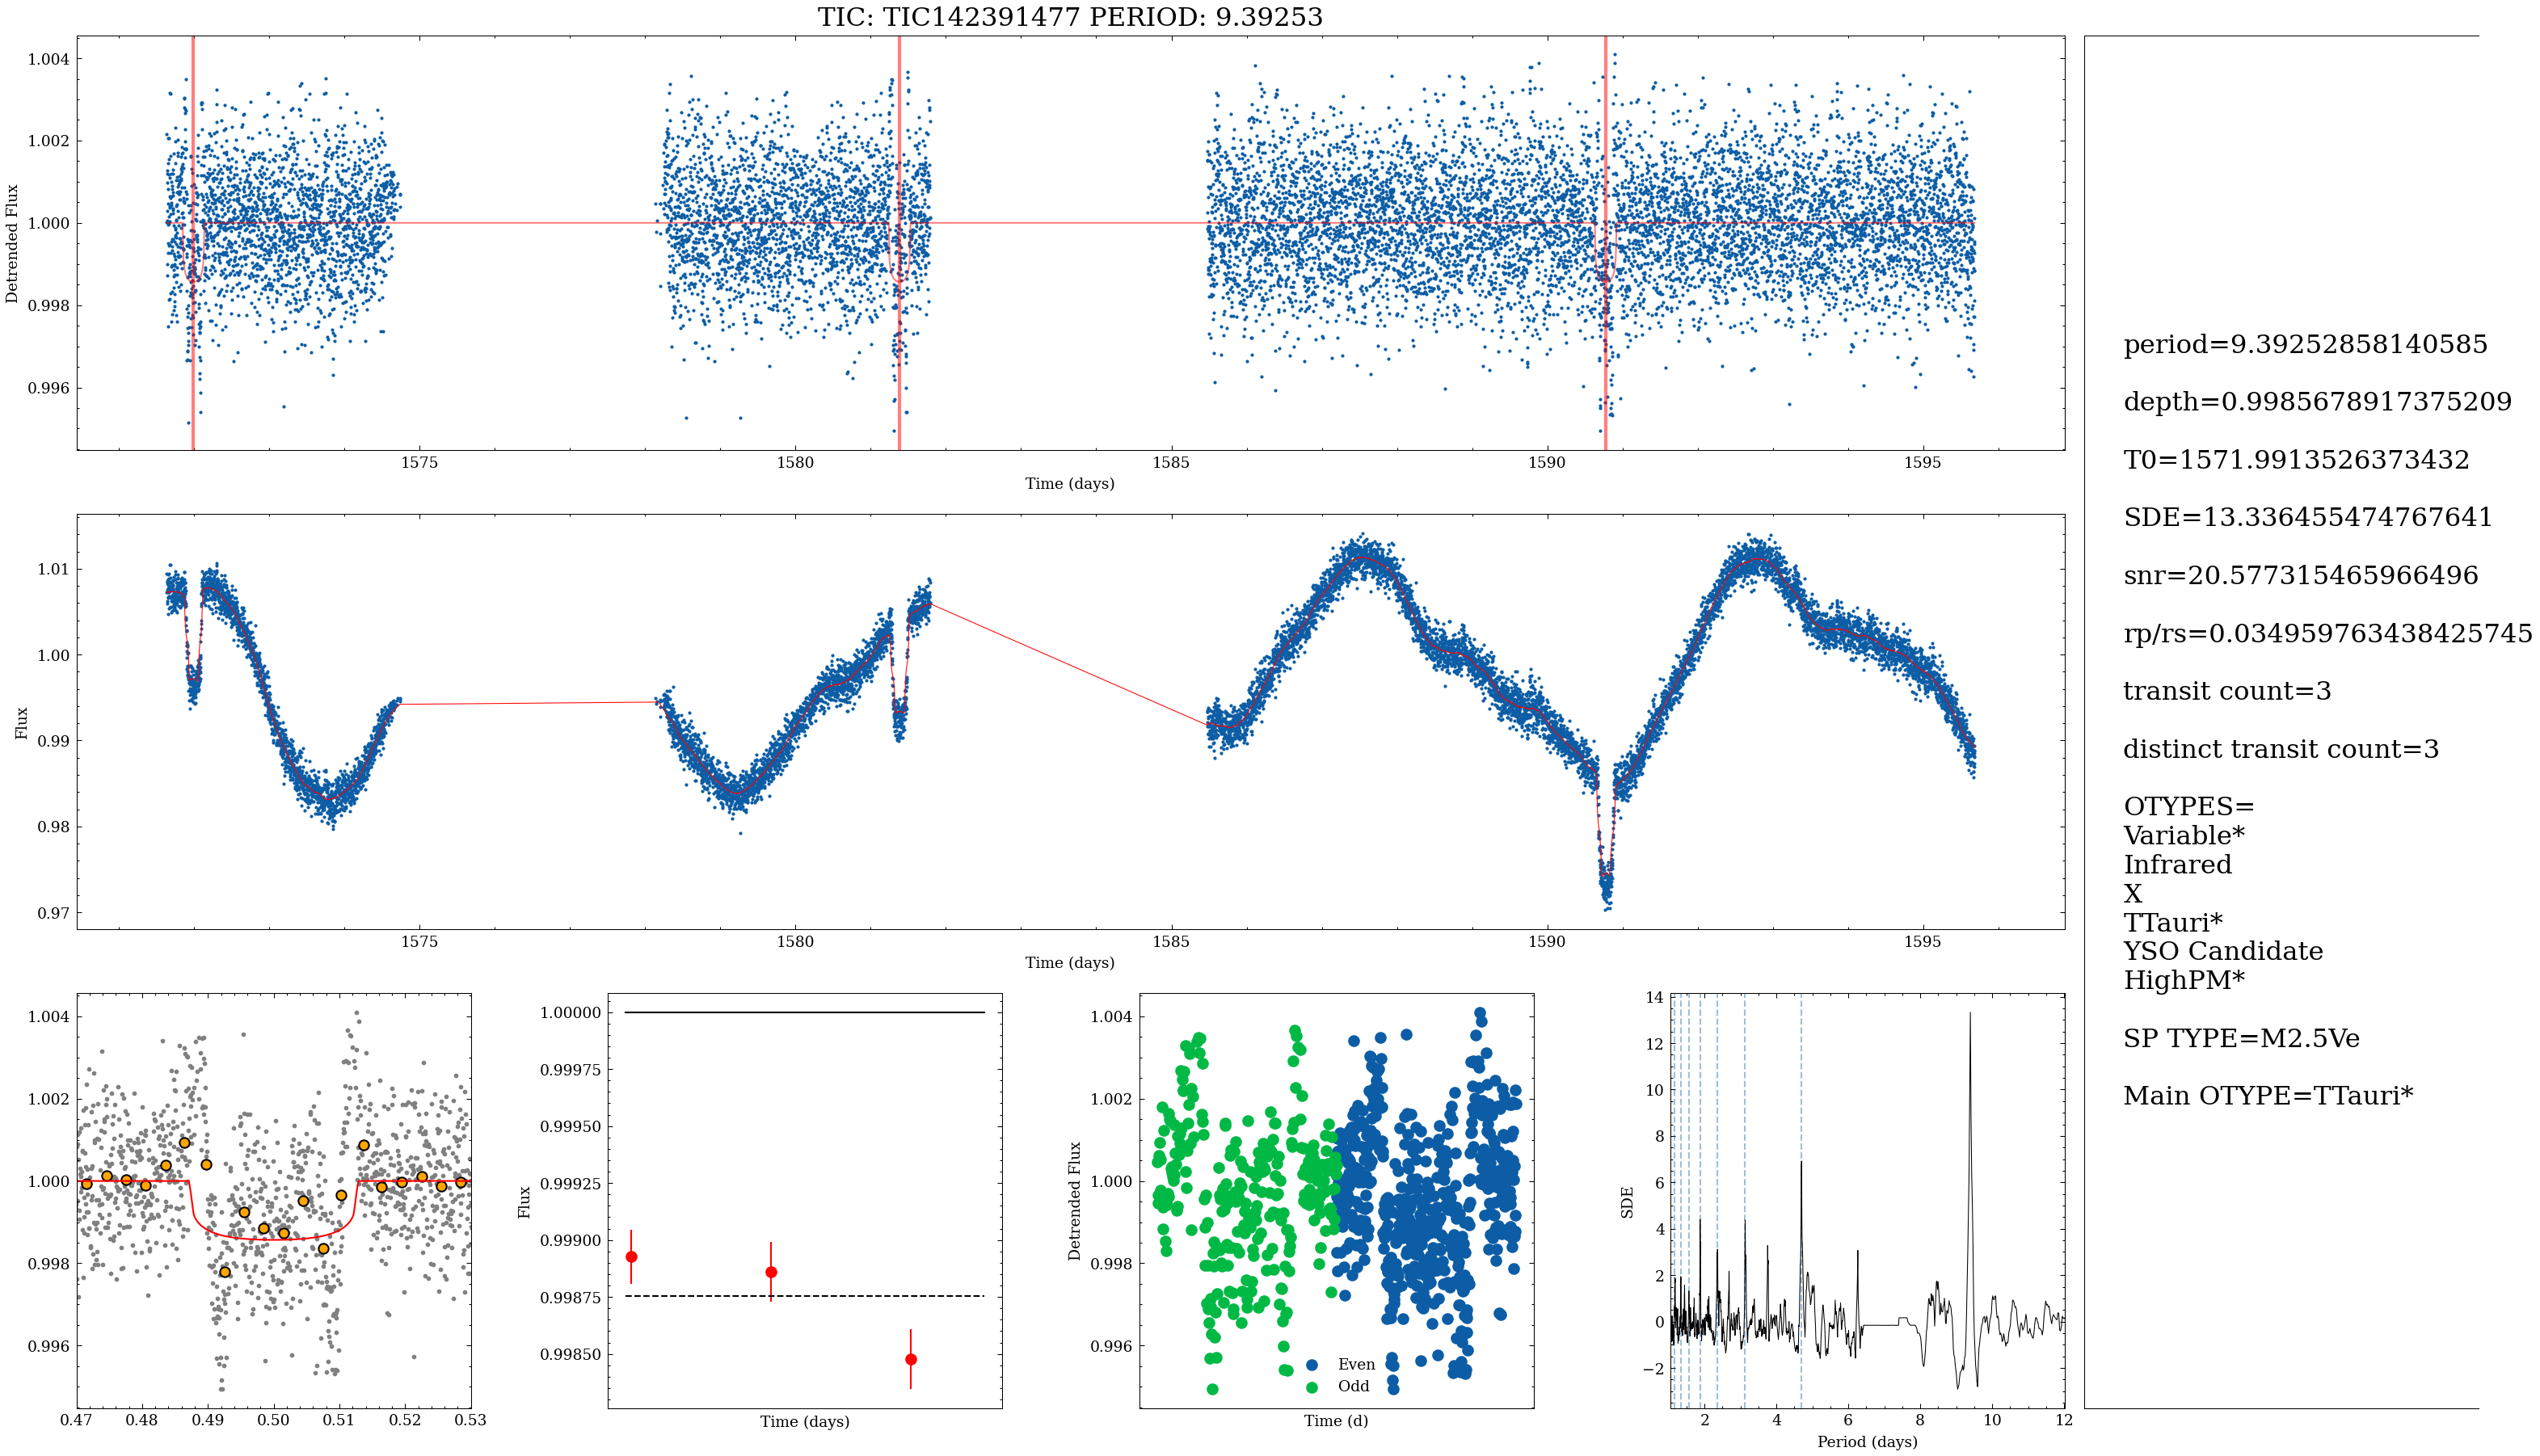 TIC: TIC142391477 PERIOD: 9.39253
1.004
1.002
1.000
0.998
0.996
Detrended Flux
1575
1580
1585
1590
1595
Time (days)
1.01
1.00
0.99
0.98
0.97
Flux
1575
1580
1585
1590
1595
Time (days)
1.004
1.002
1.000
0.998
0.996
0.47
0.48
0.49
0.50
0.51
0.52
0.53
1.00000
0.99975
0.99950
0.99925
0.99900
0.99875
0.99850
Flux
Time (days)
1.004
1.002
1.000
0.998
0.996
Detrended Flux
Even
Odd
Time (d)
14
12
10
8
6
4
2
0
−2
SDE
2
4
6
8
10
12
Period (days)
period=9.39252858140585
depth=0.9985678917375209
T0=1571.9913526373432
SDE=13.336455474767641
snr=20.577315465966496
rp/rs=0.034959763438425745
transit count=3
distinct transit count=3
OTYPES=
Variable*
Infrared
X
TTauri*
YSO Candidate
HighPM*
SP TYPE=M2.5Ve
Main OTYPE=TTauri*